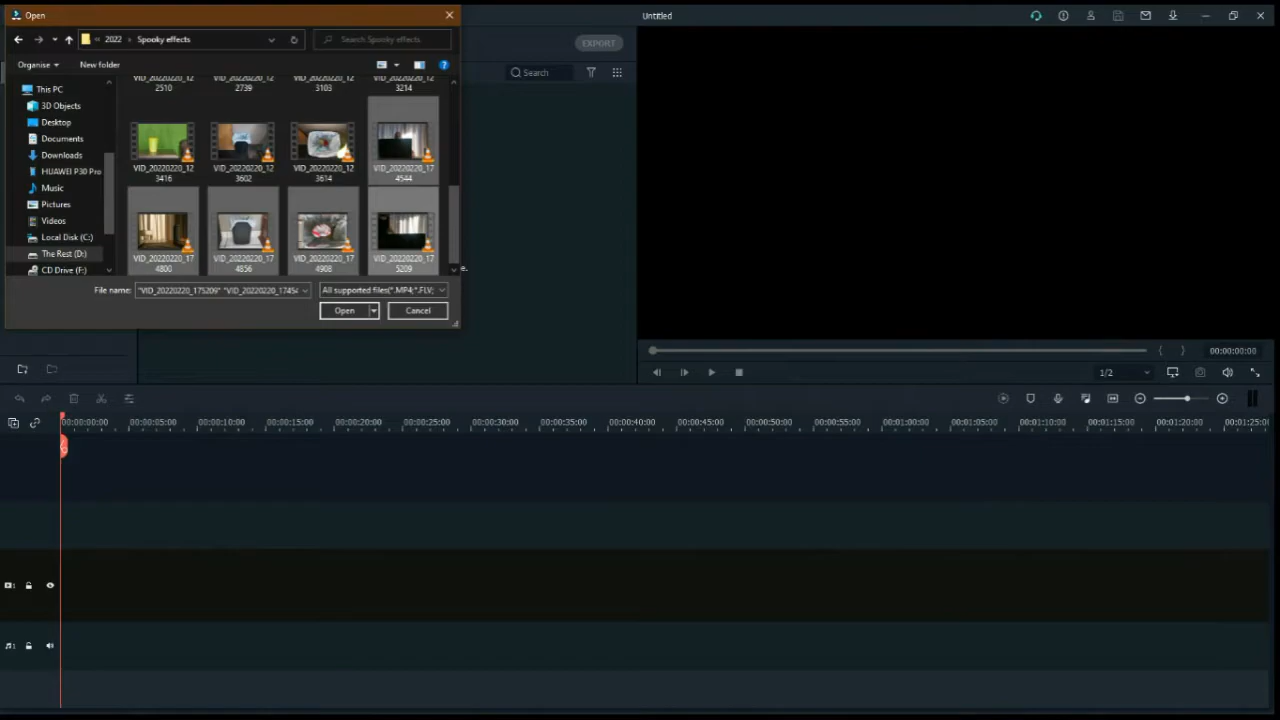 Open
Untitled
2022 Spooky effects
Search Spooky effects
EXPORT
Organise
New folder
Search
This PC
3D Objects
Desktop
Documents
Downloads
HUAWEI P30 Pro
Music
Pictures
Videos
Local Disk (C:)
The Rest (D:)
CD Drive (F:)
VID_20220220_12
2510
VID_20220220_12
2739
VID_20220220_12
3103
VID_20220220_12
3214
VID_20220220_12
3416
VID_20220220_12
3602
VID_20220220_12
3614
VID_20220220_17
4544
VID_20220220_17
4800
VID_20220220_17
4856
VID_20220220_17
4908
VID_20220220_17
5209
File name:
"VID_20220220_175209" "VID_20220220_1745
All supported files(*.MP4;*.FLV;
Open
Cancel
e.
00:00:00:00
1/2
00:00:00:00 00:00:05:00 00:00:10:00 00:00:15:00 00:00:20:00 00:00:25:00 00:00:30:00 00:00:35:00 00:00:40:00 00:00:45:00 00:00:50:00 00:00:55:00 00:01:00:00 00:01:05:00 00:01:10:00 00:01:15:00 00:01:20:00 00:01:25:0
1
1